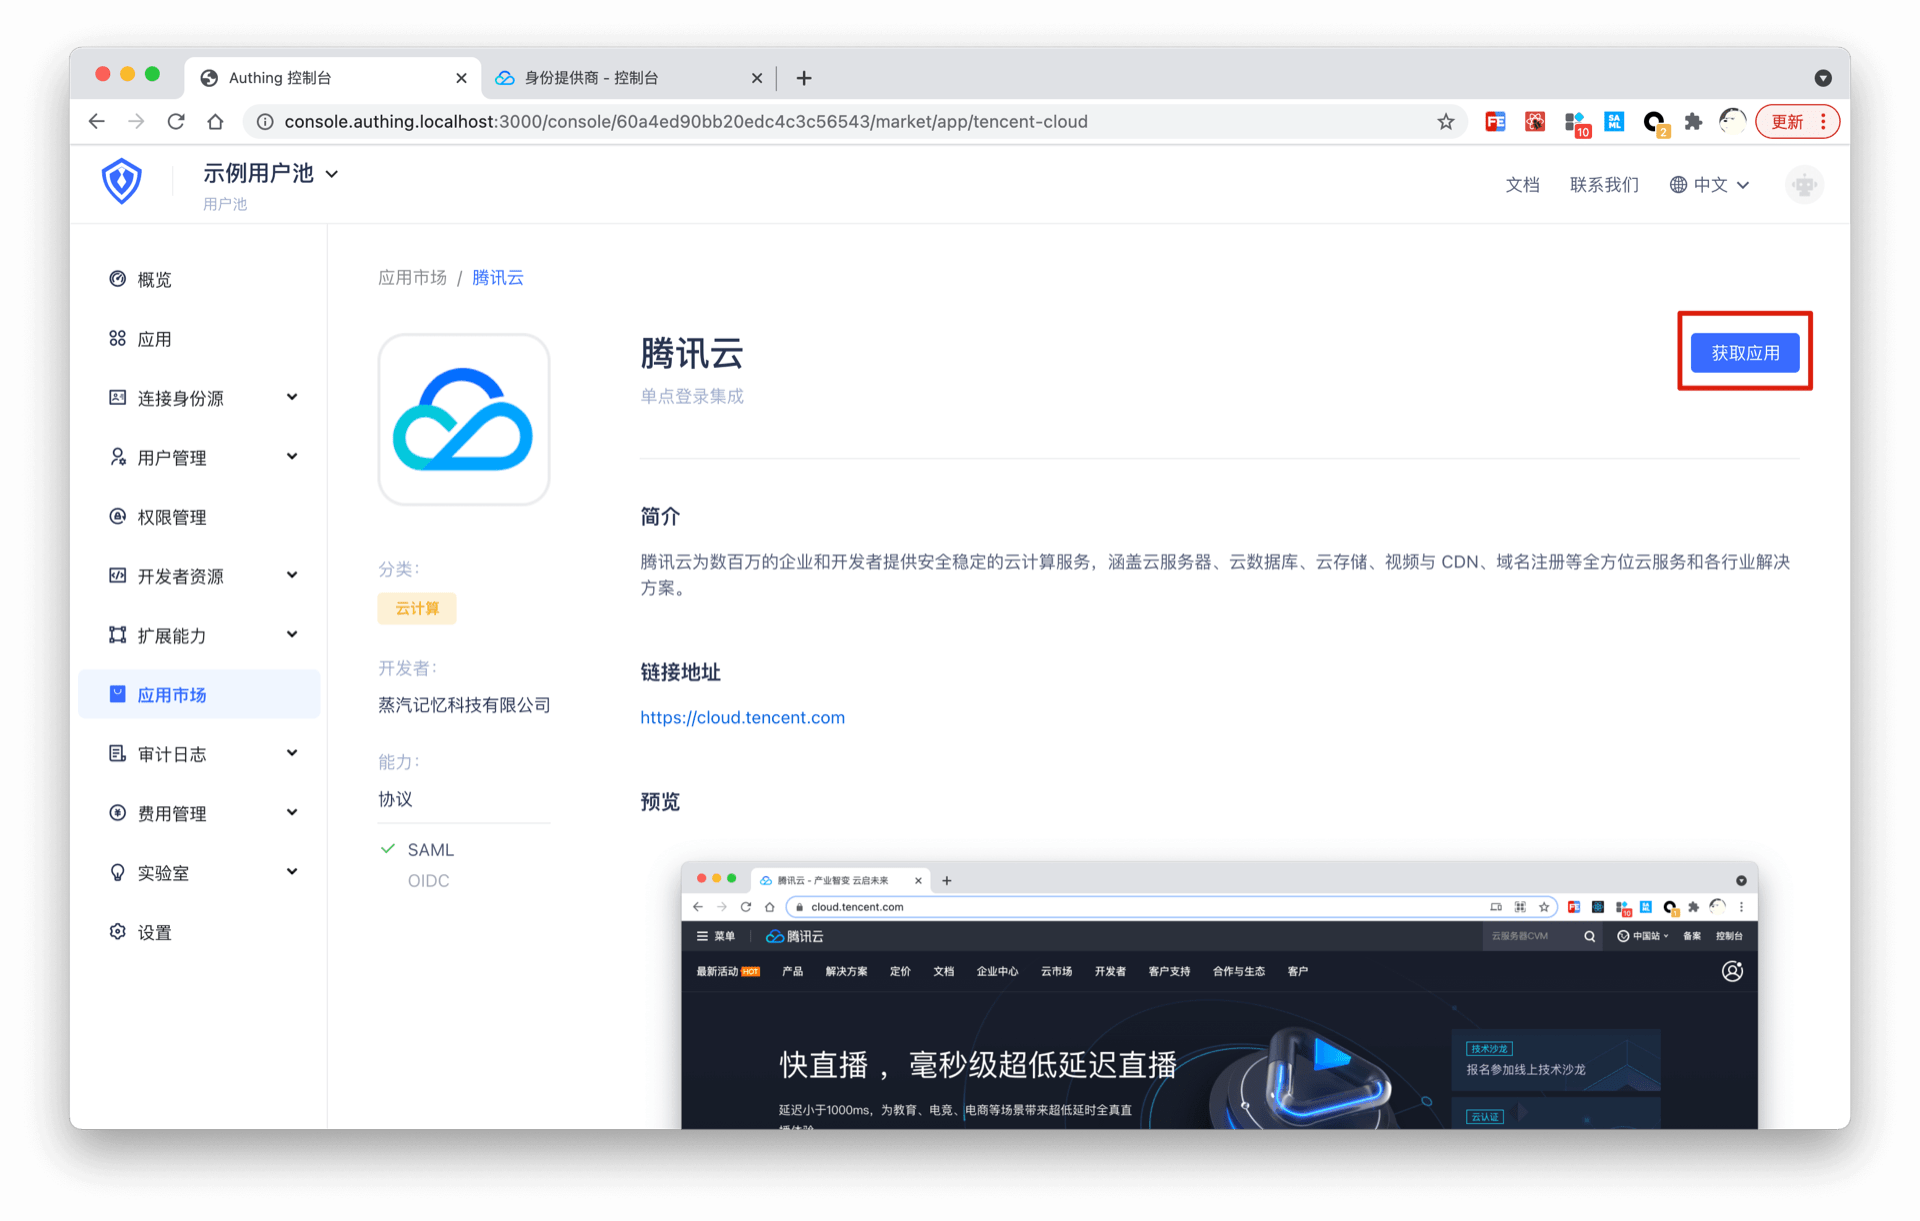 Authing 控制台
身份提供商 - 控制台
console.authing.localhost:3000/console/60a4ed90bb20edc4c3c56543/market/app/tencent-cloud
FE
10
SA
ML
2
更新
示例用户池
用户池
文档
联系我们
中文
概览
应用
连接身份源
用户管理
权限管理
开发者资源
扩展能力
应用市场
审计日志
费用管理
实验室
设置
应用市场 / 腾讯云
腾讯云
单点登录集成
获取应用
分类：
云计算
开发者：
蒸汽记忆科技有限公司
能力：
协议
SAML
OIDC
简介
腾讯云为数百万的企业和开发者提供安全稳定的云计算服务，涵盖云服务器、云数据库、云存储、视频与 CDN、域名注册等全方位云服务和各行业解决
方案。
链接地址
https://cloud.tencent.com
预览
腾讯云 - 产业智变 云启未来
cloud.tencent.com
FE
10
菜单
腾讯云
云服务器CVM
中国站
备案
控制台
最新活动 HOT
产品
解决方案
定价
文档
企业中心
云市场
开发者
客户支持
合作与生态
客户
快直播，毫秒级超低延迟直播
延迟小于1000ms，为教育、电竞、电商等场景带来超低延时全真直
技术沙龙
报名参加线上技术沙龙
云认证